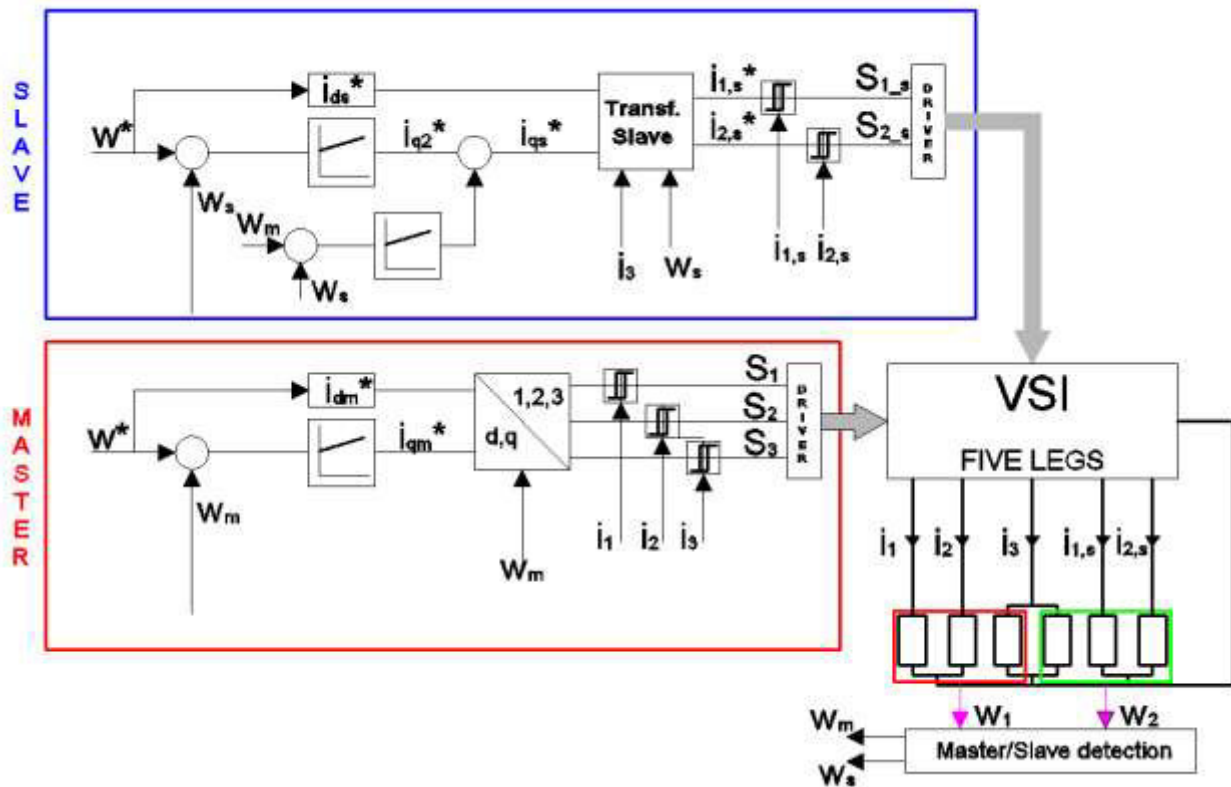 SLAVE
W*
i_ds*
i_q2*
i_qs*
W_s
W_m
W_s
Transf.
Slave
i_3
W_s
i_1,s*
i_2,s*
i_1,s
i_2,s
S_1_s
S_2_s
DRIVER
MASTER
W*
i_dm*
i_qm*
W_m
1,2,3
d,q
W_m
i_1
i_2
i_3
S_1
S_2
S_3
DRIVER
VSI
FIVE LEGS
i_1 i_2 i_3 i_1,s i_2,s
W_1 W_2
W_m
W_s
Master/Slave detection